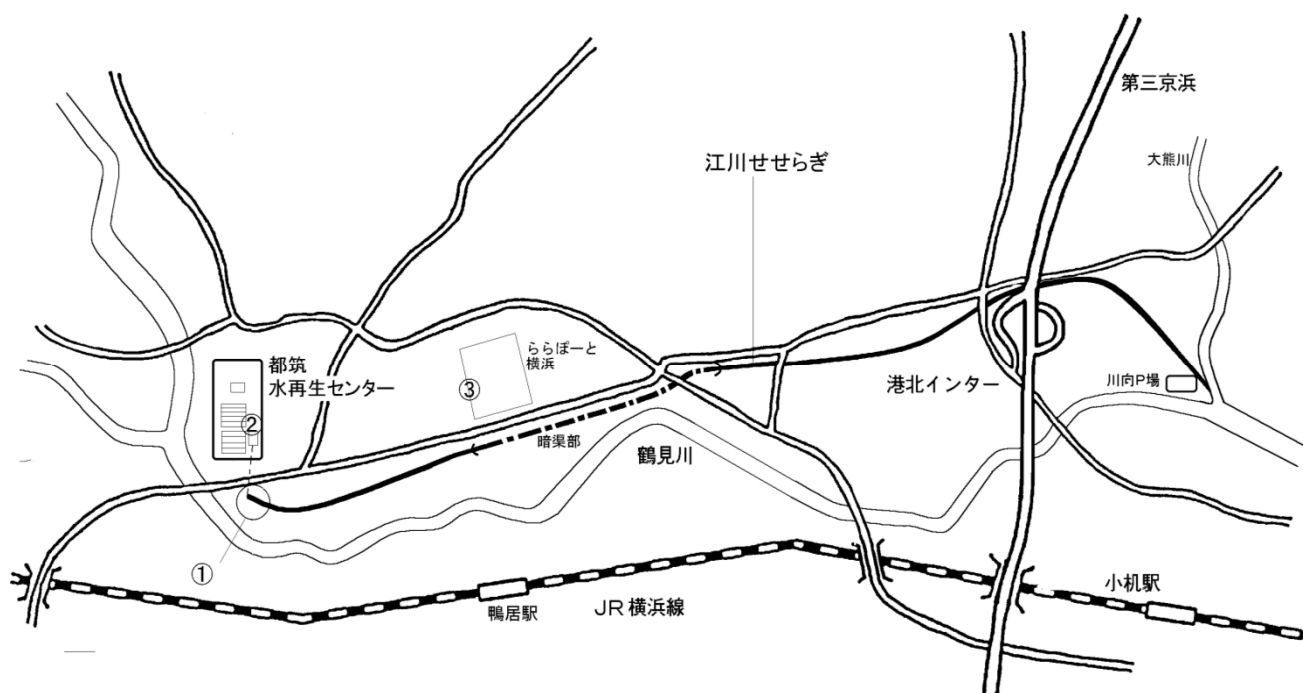 第三京浜
大熊川
江川せせらぎ
ららぽーと
横浜
都筑
水再生センター
③
②
港北インター
川向P場
暗渠部
鶴見川
①
小机駅
鴨居駅
JR横浜線